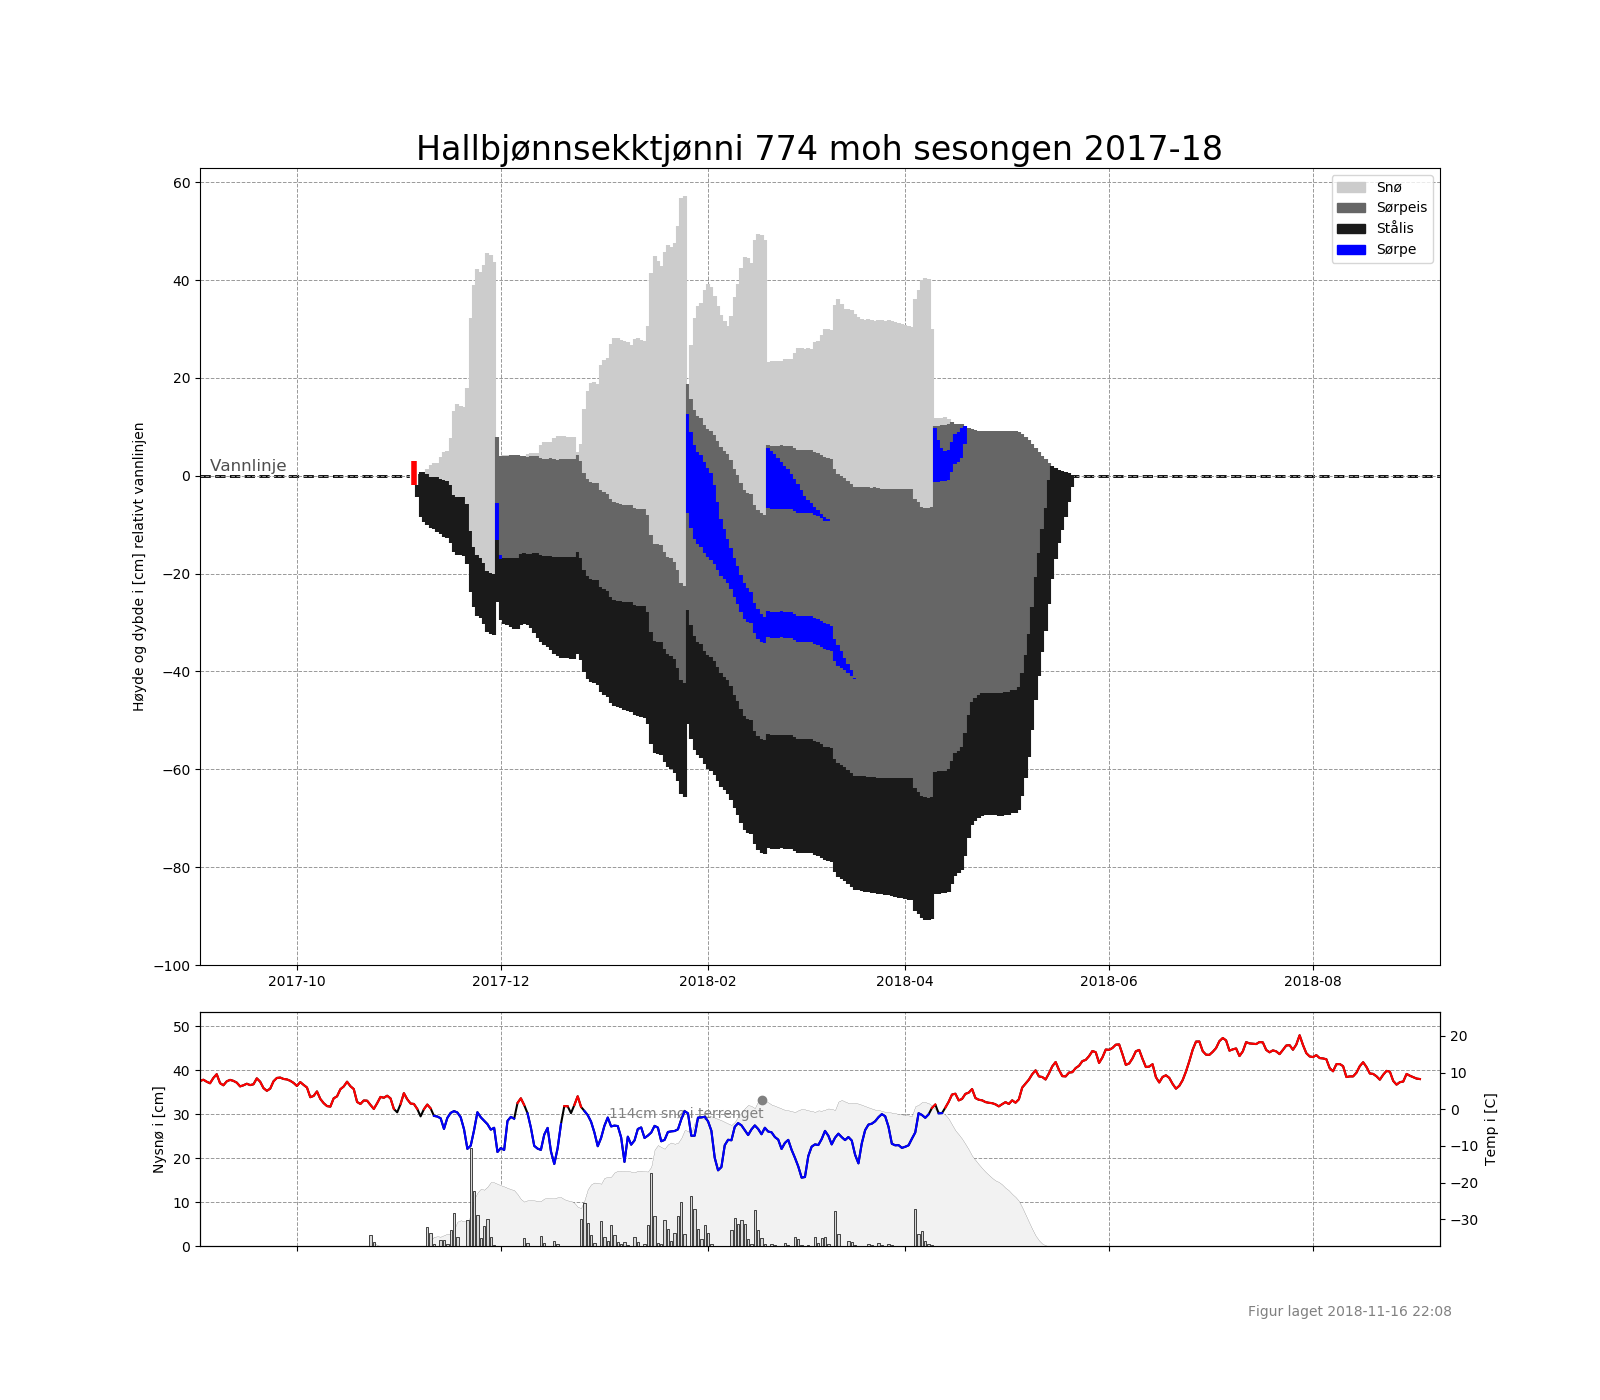 Hallbjønnsekktjønni 774 moh sesongen 2017-18
Høyde og dybde i [cm] relativt vannlinjen
60
40
20
0
−20
−40
−60
−80
−100
Vannlinje
Snø
Sørpeis
Stålis
Sørpe
2017-10
2017-12
2018-02
2018-04
2018-06
2018-08
Nysnø i [cm]
50
40
30
20
10
0
114cm snø i terrenget
20
10
0
−10
−20
−30
Temp i [C]
Figur laget 2018-11-16 22:08